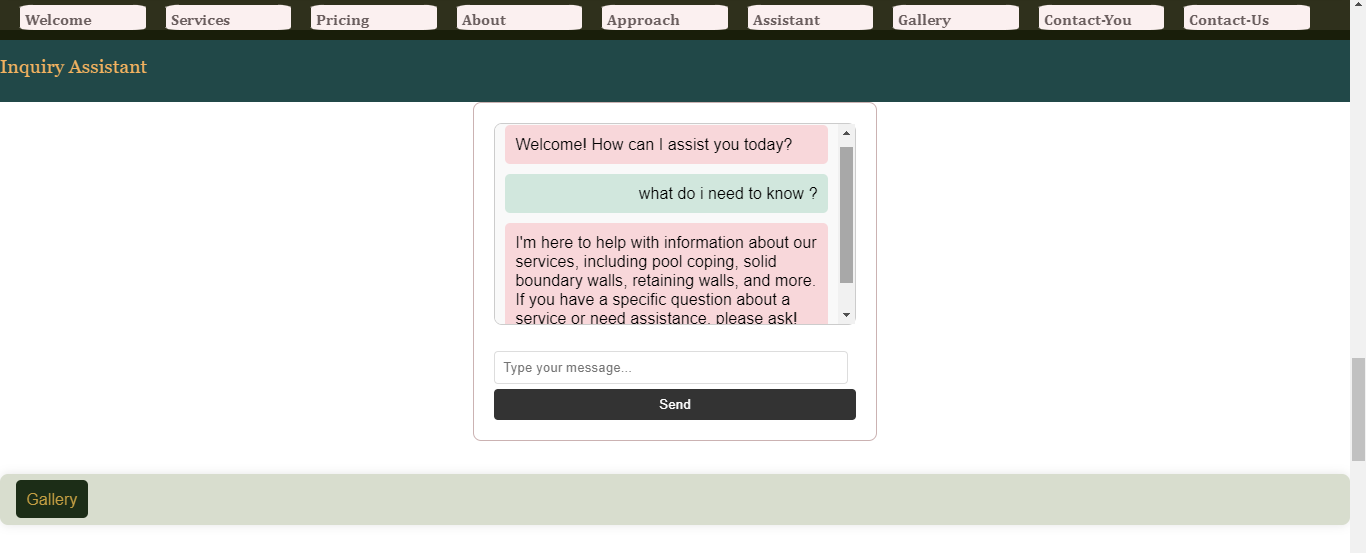 Welcome
Services
Pricing
About
Approach
Assistant
Gallery
Contact-You
Contact-Us
Inquiry Assistant
Welcome! How can I assist you today?
what do i need to know ?
I'm here to help with information about our
services, including pool coping, solid
boundary walls, retaining walls, and more.
If you have a specific question about a
service or need assistance, please ask!
Type your message...
Send
Gallery